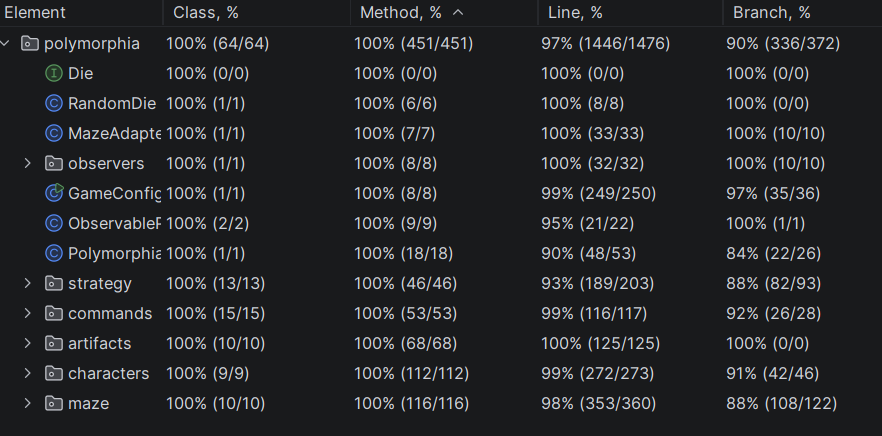 Element Class, % Method, % Line, % Branch, %
polymorphia 100% (64/64) 100% (451/451) 97% (1446/1476) 90% (336/372)
I Die 100% (0/0) 100% (0/0) 100% (0/0) 100% (0/0)
C RandomDie 100% (1/1) 100% (6/6) 100% (8/8) 100% (0/0)
C MazeAdapte 100% (1/1) 100% (7/7) 100% (33/33) 100% (10/10)
observers 100% (1/1) 100% (8/8) 100% (32/32) 100% (10/10)
C GameConfig 100% (1/1) 100% (8/8) 99% (249/250) 97% (35/36)
C ObservableP 100% (2/2) 100% (9/9) 95% (21/22) 100% (1/1)
C Polymorphia 100% (1/1) 100% (18/18) 90% (48/53) 84% (22/26)
strategy 100% (13/13) 100% (46/46) 93% (189/203) 88% (82/93)
commands 100% (15/15) 100% (53/53) 99% (116/117) 92% (26/28)
artifacts 100% (10/10) 100% (68/68) 100% (125/125) 100% (0/0)
characters 100% (9/9) 100% (112/112) 99% (272/273) 91% (42/46)
maze 100% (10/10) 100% (116/116) 98% (353/360) 88% (108/122)